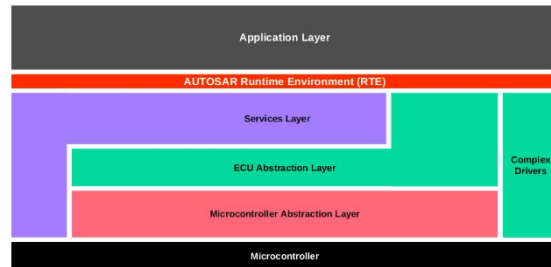 Application Layer
AUTOSAR Runtime Environment (RTE)
Services Layer
ECU Abstraction Layer
Complex
Drivers
Microcontroller Abstraction Layer
Microcontroller